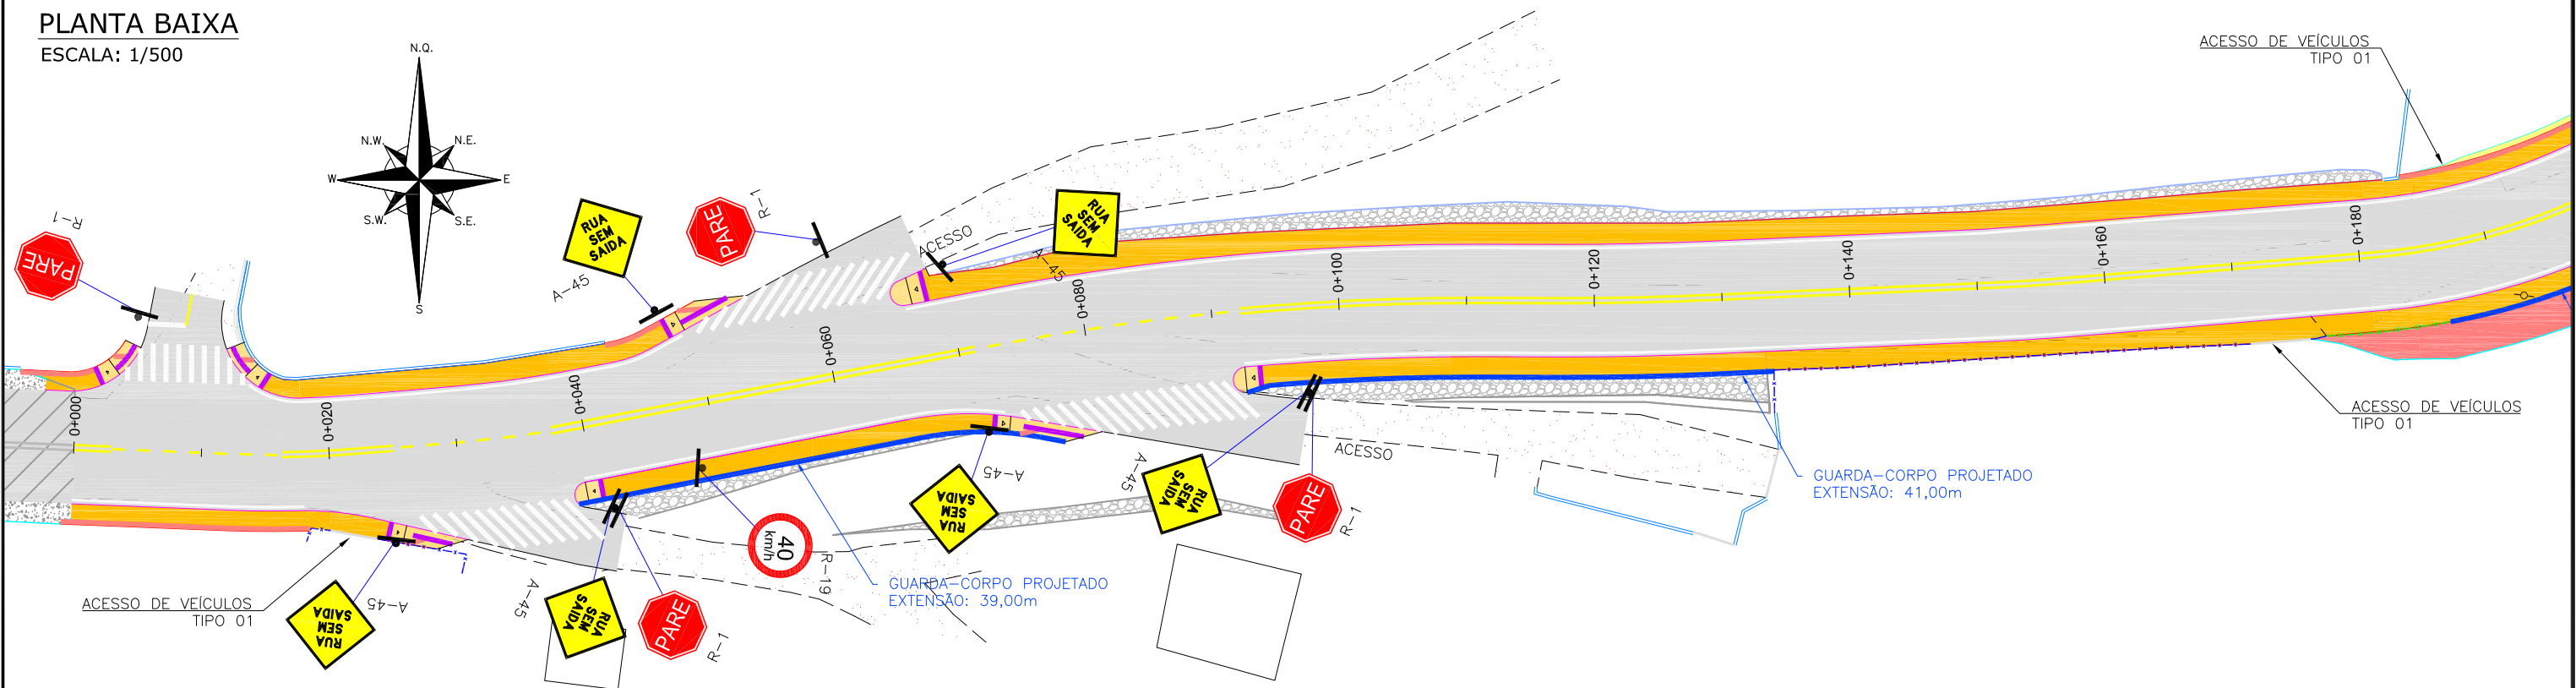 PLANTA BAIXA
ESCALA: 1/500
N.Q.
N.W.
N.E.
W
E
S.W.
S.E.
S
R-1
PARE
RUA
SEM
SAIDA
A-45
PARE
R-1
ACESSO
RUA
SEM
SAIDA
A-45
ACESSO DE VEÍCULOS
TIPO 01
0+000
0+020
0+040
0+060
0+080
0+100
0+120
0+140
0+160
0+180
ACESSO DE VEÍCULOS
TIPO 01
RUA
SEM
SAIDA
A-45
A-45
RUA
SEM
SAIDA
PARE
R-1
40
km/h
R-19
GUARDA-CORPO PROJETADO
EXTENSÃO: 39,00m
RUA
SEM
SAIDA
A-45
A-45
RUA
SEM
SAIDA
PARE
R-1
ACESSO
GUARDA-CORPO PROJETADO
EXTENSÃO: 41,00m
ACESSO DE VEÍCULOS
TIPO 01